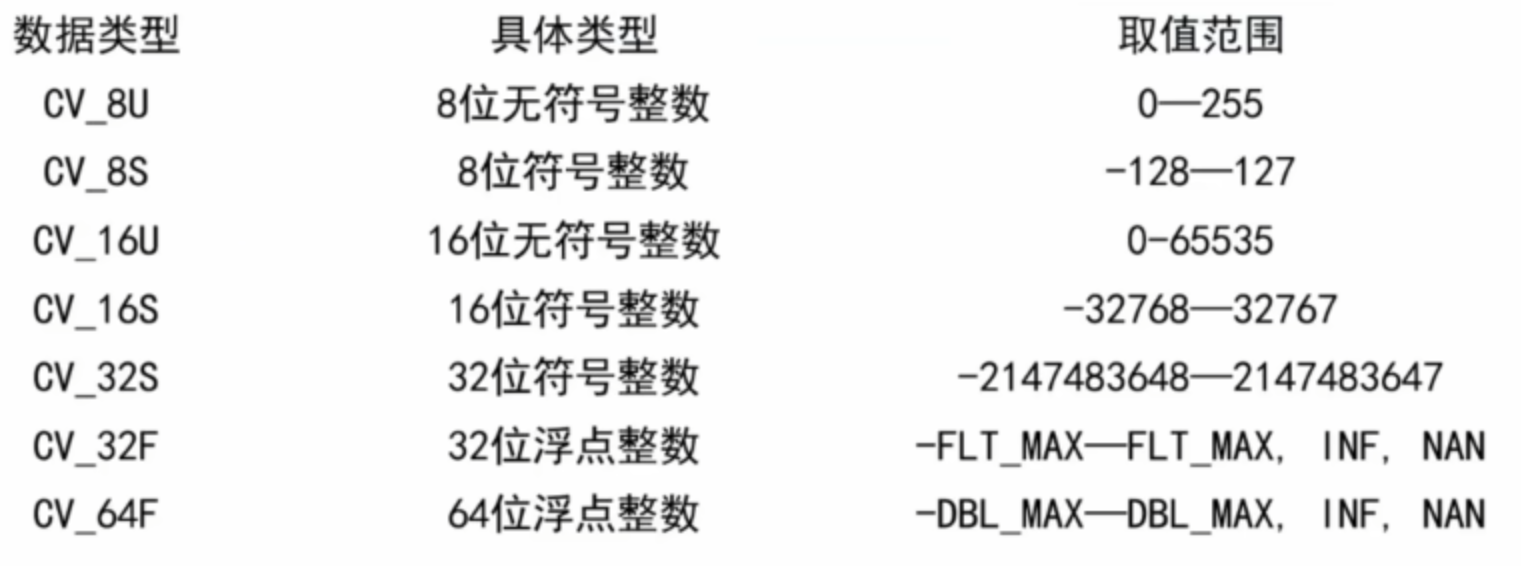 数据类型 具体类型 取值范围
CV_8U 8位无符号整数 0—255
CV_8S 8位符号整数 -128—127
CV_16U 16位无符号整数 0-65535
CV_16S 16位符号整数 -32768—32767
CV_32S 32位符号整数 -2147483648—2147483647
CV_32F 32位浮点整数 -FLT_MAX—FLT_MAX, INF, NAN
CV_64F 64位浮点整数 -DBL_MAX—DBL_MAX, INF, NAN